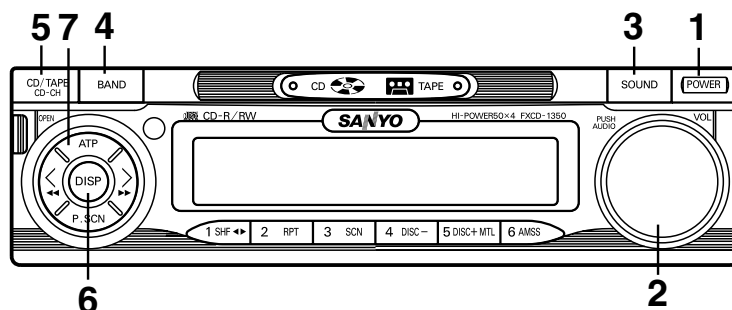 5 7 4 3 1
CD/TAPE
CD-CH
BAND
CD
TAPE
SOUND
POWER
OPEN
CD-R/RW
SANYO
HI-POWER50×4 FXCD-1350
PUSH
AUDIO
VOL
ATP
DISP
P.SCN
1 SHF ◄► 2 RPT 3 SCN 4 DISC− 5 DISC+ MTL 6 AMSS
6 2